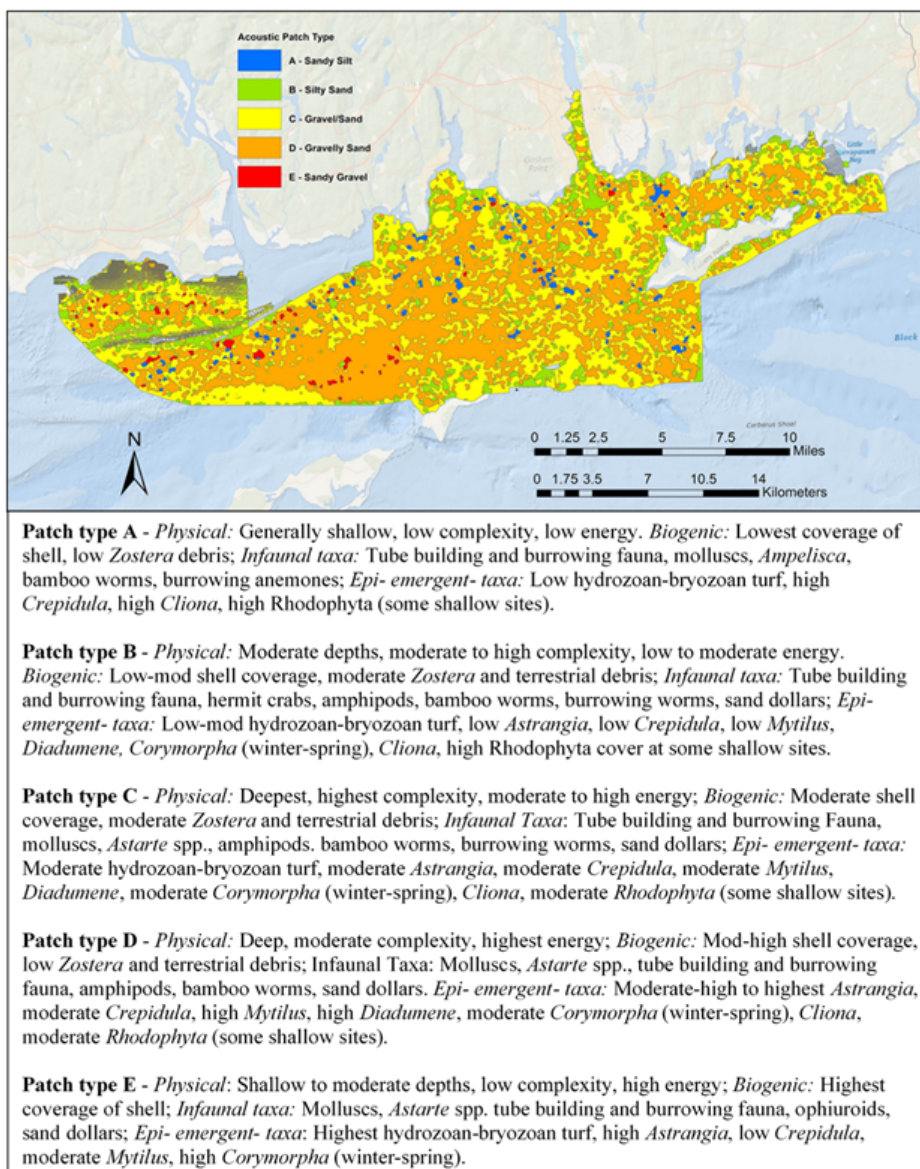 Acoustic Patch Type
A - Sandy Silt
B - Silty Sand
C - Gravel/Sand
D - Gravelly Sand
E - Sandy Gravel
Little
Narragansett
Bay
Block
Cerberus Shoal
N
0 1.25 2.5 5 7.5 10
Miles
0 1.75 3.5 7 10.5 14
Kilometers
Patch type A - Physical: Generally shallow, low complexity, low energy. Biogenic: Lowest coverage of
shell, low Zostera debris; Infaunal taxa: Tube building and burrowing fauna, molluscs, Ampelisca,
bamboo worms, burrowing anemones; Epi- emergent- taxa: Low hydrozoan-bryozoan turf, high
Crepidula, high Cliona, high Rhodophyta (some shallow sites).
Patch type B - Physical: Moderate depths, moderate to high complexity, low to moderate energy.
Biogenic: Low-mod shell coverage, moderate Zostera and terrestrial debris; Infaunal taxa: Tube building
and burrowing fauna, hermit crabs, amphipods, bamboo worms, burrowing worms, sand dollars; Epi-
emergent- taxa: Low-mod hydrozoan-bryozoan turf, low Astrangia, low Crepidula, low Mytilus,
Diadumene, Corymorpha (winter-spring), Cliona, high Rhodophyta cover at some shallow sites.
Patch type C - Physical: Deepest, highest complexity, moderate to high energy; Biogenic: Moderate shell
coverage, moderate Zostera and terrestrial debris; Infaunal Taxa: Tube building and burrowing Fauna,
molluscs, Astarte spp., amphipods. bamboo worms, burrowing worms, sand dollars; Epi- emergent- taxa:
Moderate hydrozoan-bryozoan turf, moderate Astrangia, moderate Crepidula, moderate Mytilus,
Diadumene, moderate Corymorpha (winter-spring), Cliona, moderate Rhodophyta (some shallow sites).
Patch type D - Physical: Deep, moderate complexity, highest energy; Biogenic: Mod-high shell coverage,
low Zostera and terrestrial debris; Infaunal Taxa: Molluscs, Astarte spp., tube building and burrowing
fauna, amphipods, bamboo worms, sand dollars. Epi- emergent- taxa: Moderate-high to highest Astrangia,
moderate Crepidula, high Mytilus, high Diadumene, moderate Corymorpha (winter-spring), Cliona,
moderate Rhodophyta (some shallow sites).
Patch type E - Physical: Shallow to moderate depths, low complexity, high energy; Biogenic: Highest
coverage of shell; Infaunal taxa: Molluscs, Astarte spp. tube building and burrowing fauna, ophiuroids,
sand dollars; Epi- emergent- taxa: Highest hydrozoan-bryozoan turf, high Astrangia, low Crepidula,
moderate Mytilus, high Corymorpha (winter-spring).